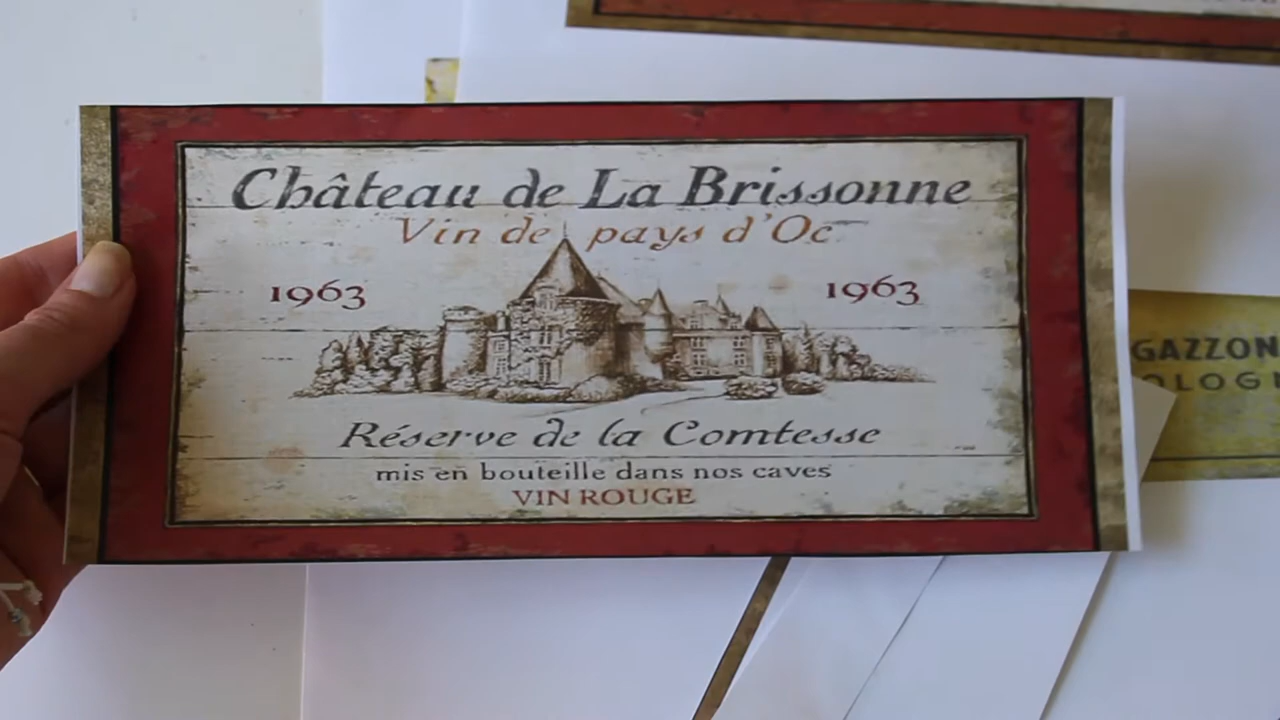 Château de La Brissonne
Vin de pays d'Oc
1963 1963
Réserve de la Comtesse
mis en bouteille dans nos caves
VIN ROUGE
GAZZON
OLOGN